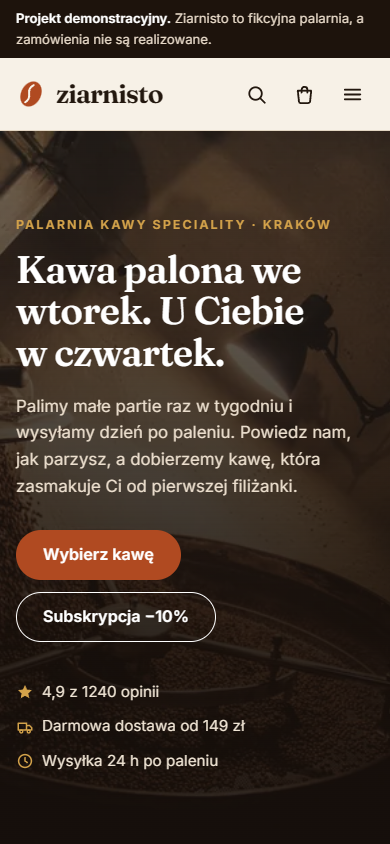 Projekt demonstracyjny. Ziarnisto to fikcyjna palarnia, a
zamówienia nie są realizowane.
ziarnisto
PALARNIA KAWY SPECIALITY · KRAKÓW
Kawa palona we
wtorek. U Ciebie
w czwartek.
Palimy małe partie raz w tygodniu i
wysyłamy dzień po paleniu. Powiedz nam,
jak parzysz, a dobierzemy kawę, która
zasmakuje Ci od pierwszej filiżanki.
Wybierz kawę
Subskrypcja −10%
4,9 z 1240 opinii
Darmowa dostawa od 149 zł
Wysyłka 24 h po paleniu